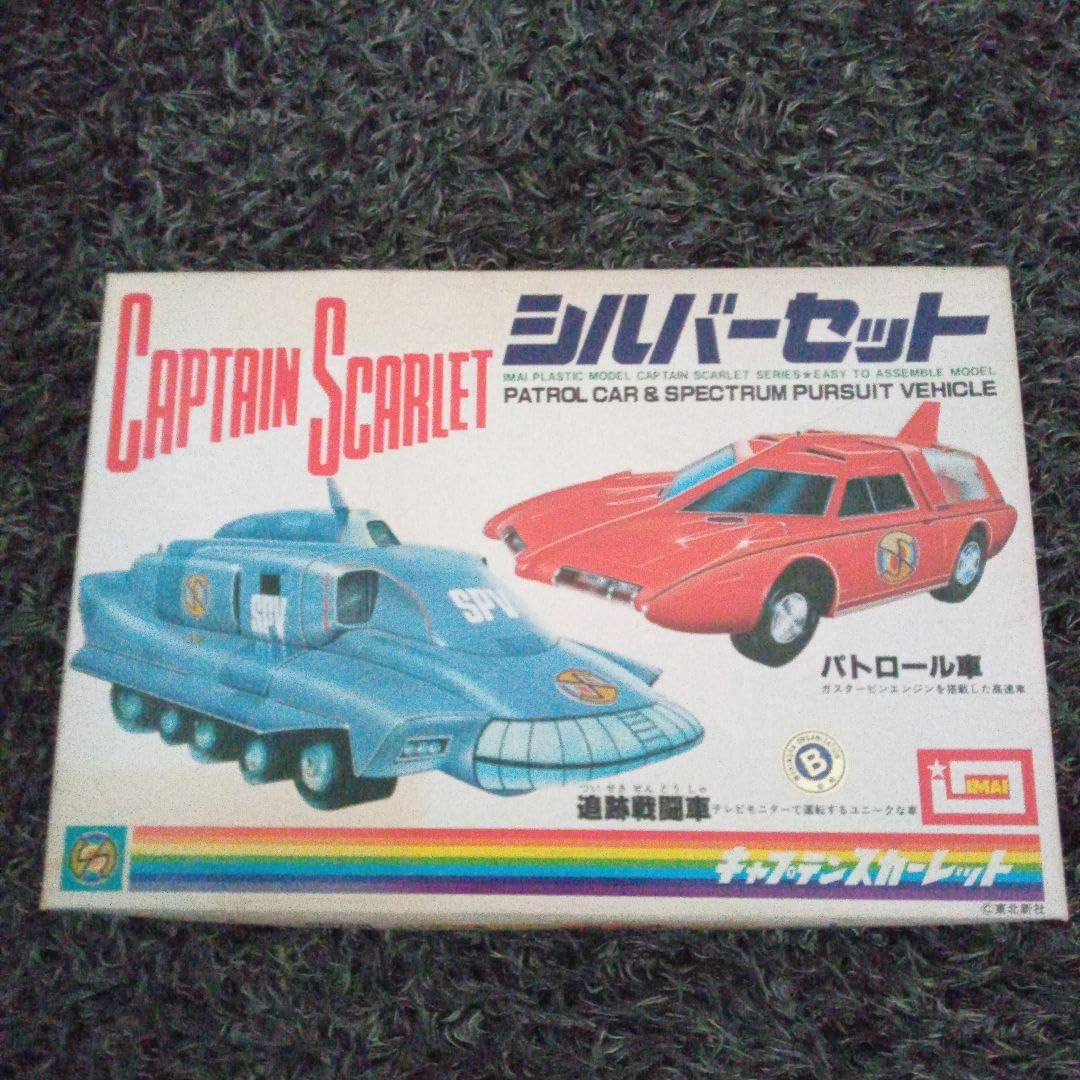 CAPTAIN SCARLET
シルバーセット
IMAI PLASTIC MODEL CAPTAIN SCARLET SERIES★EASY TO ASSEMBLE MODEL
PATROL CAR & SPECTRUM PURSUIT VEHICLE
SPV
SPV
パトロール車
ガスタービンエンジンを搭載した高速車
B
IMAI
つい せき せん とう しゃ
追跡戦闘車 テレビモニターで運転するユニークな車
キャプテンスカーレット
©東北新社